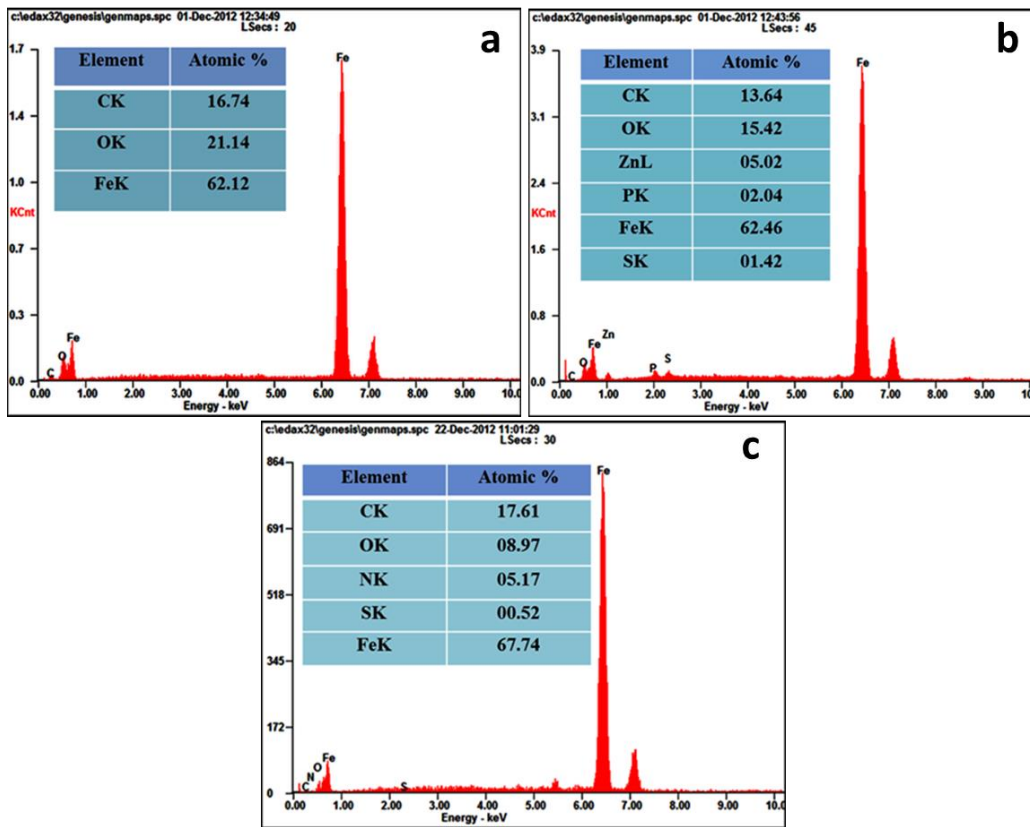 c:\edax32\genesis\genmaps.spc 01-Dec-2012 12:34:49
LSecs : 20
a
1.7
1.4
1.0
KCnt
0.7
0.3
0.0
Element Atomic %
CK 16.74
OK 21.14
FeK 62.12
C O Fe Fe
0.00 1.00 2.00 3.00 4.00 5.00 6.00 7.00 8.00 9.00 10.0
Energy - keV
c:\edax32\genesis\genmaps.spc 01-Dec-2012 12:43:56
LSecs : 45
b
3.9
3.1
2.4
KCnt
1.6
0.8
0.0
Element Atomic %
CK 13.64
OK 15.42
ZnL 05.02
PK 02.04
FeK 62.46
SK 01.42
C O Fe Zn P S Fe
0.00 1.00 2.00 3.00 4.00 5.00 6.00 7.00 8.00 9.00 10.
Energy - keV
c:\edax32\genesis\genmaps.spc 22-Dec-2012 11:01:29
LSecs : 30
c
864
691
518
345
172
0
Element Atomic %
CK 17.61
OK 08.97
NK 05.17
SK 00.52
FeK 67.74
C N O Fe S Fe
0.00 1.00 2.00 3.00 4.00 5.00 6.00 7.00 8.00 9.00 10.0
Energy - keV